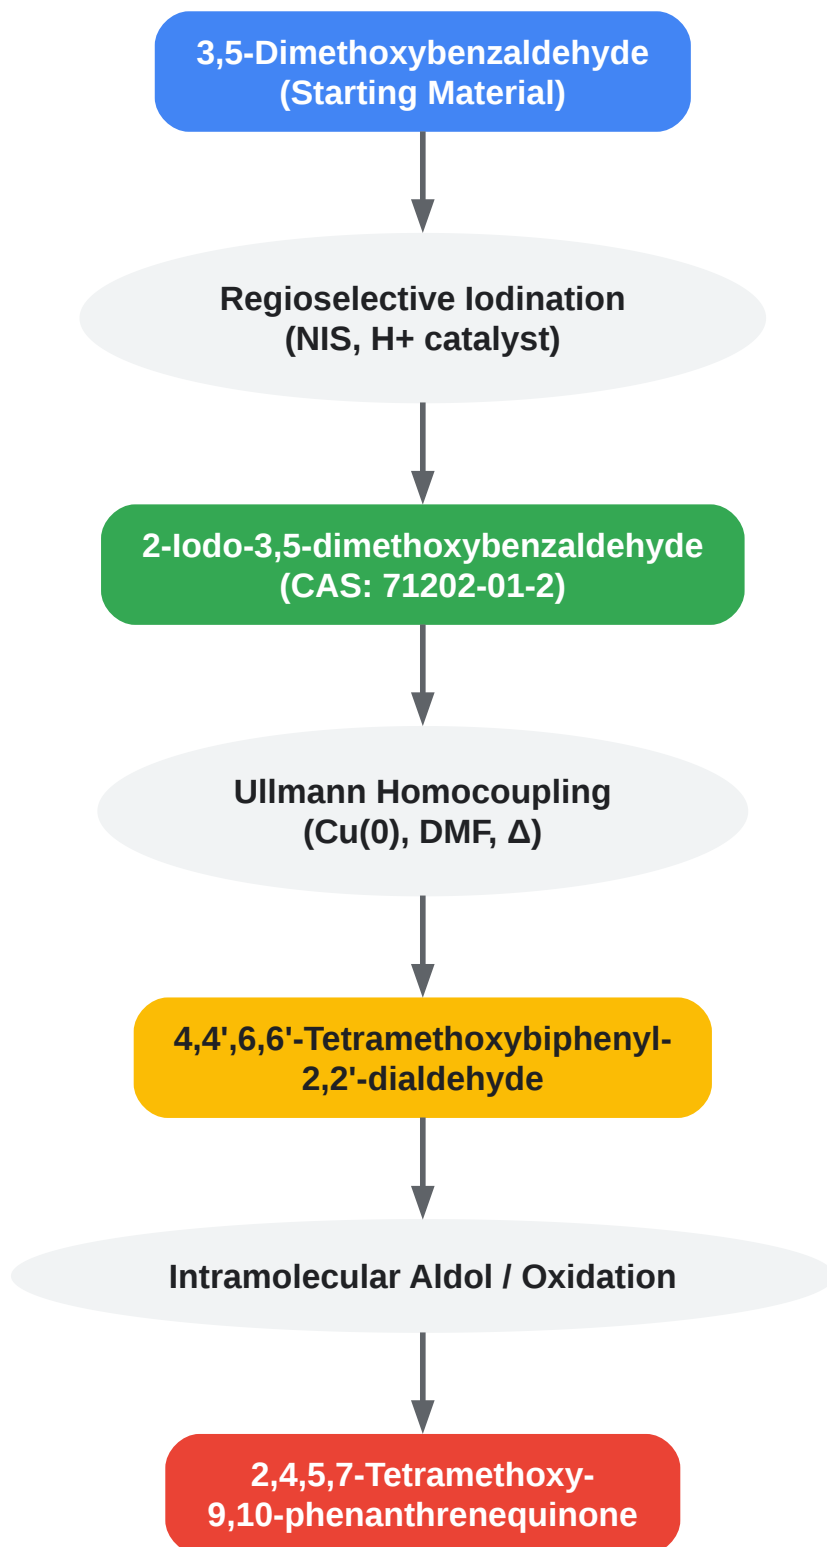 3,5-Dimethoxybenzaldehyde
(Starting Material)
Regioselective Iodination
(NIS, H+ catalyst)
2-Iodo-3,5-dimethoxybenzaldehyde
(CAS: 71202-01-2)
Ullmann Homocoupling
(Cu(0), DMF, Δ)
4,4',6,6'-Tetramethoxybiphenyl-
2,2'-dialdehyde
Intramolecular Aldol / Oxidation
2,4,5,7-Tetramethoxy-
9,10-phenanthrenequinone